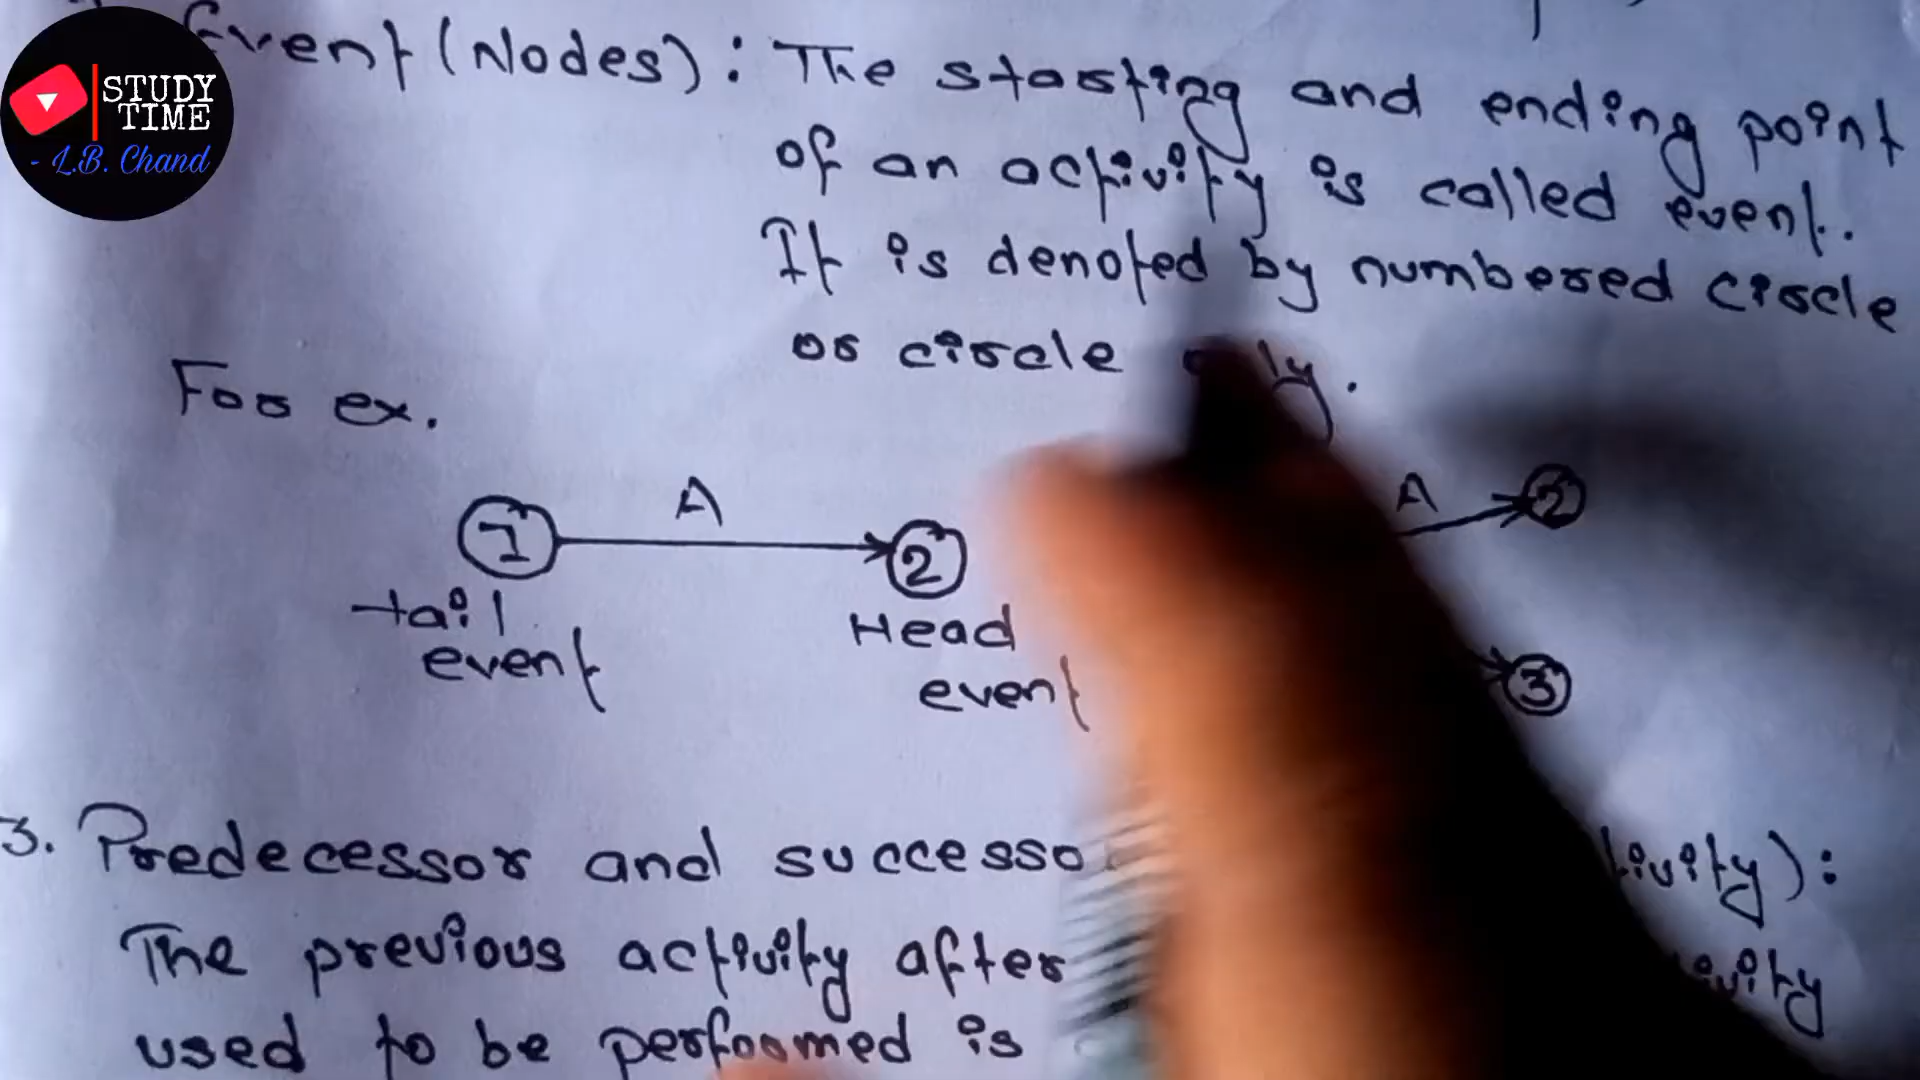 STUDY
TIME
- L.B. Chand
Event (Nodes) : The starting and ending point
of an activity is called event.
It is denoted by numbered circle
or circle only.
For ex.
A
1
2
tail
event
Head
event
A
2
3
3. Predecessor and successo
The previous activity after
used to be performed is